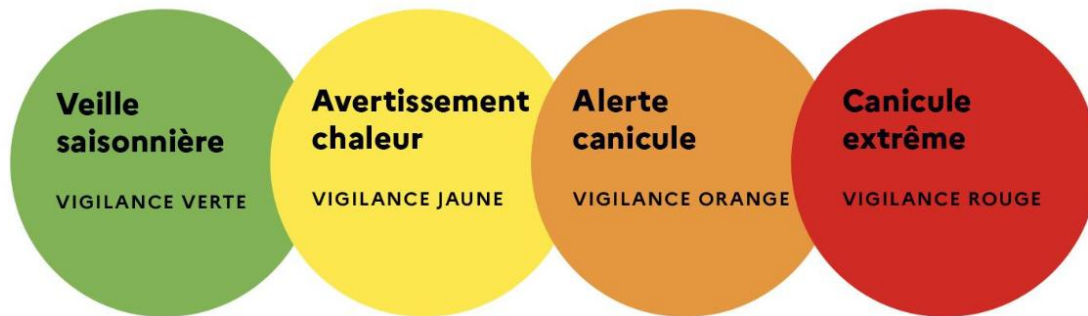 Veille
saisonnière
VIGILANCE VERTE
Avertissement
chaleur
VIGILANCE JAUNE
Alerte
canicule
VIGILANCE ORANGE
Canicule
extrême
VIGILANCE ROUGE